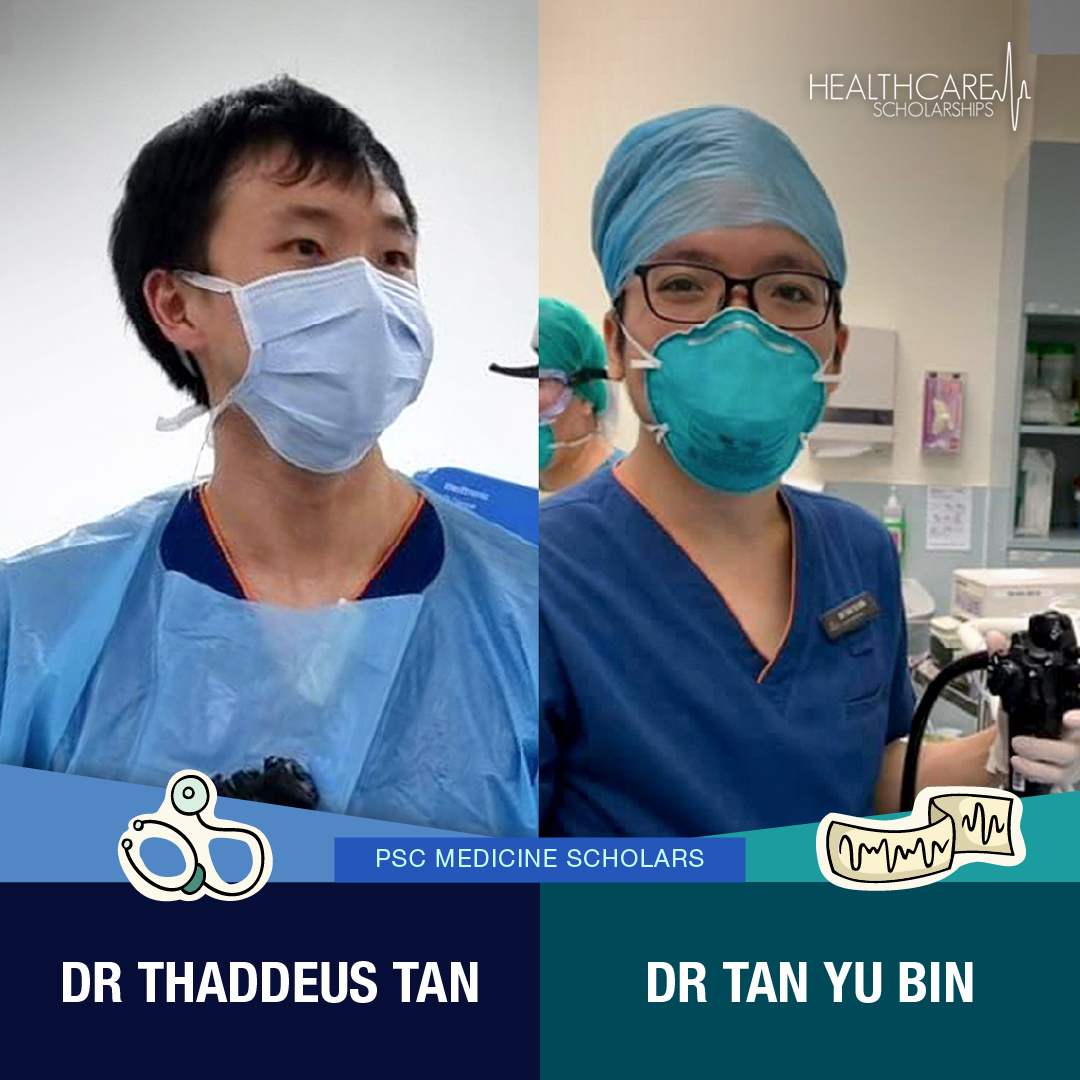 HEALTHCARE
SCHOLARSHIPS
PSC MEDICINE SCHOLARS
DR THADDEUS TAN
DR TAN YU BIN